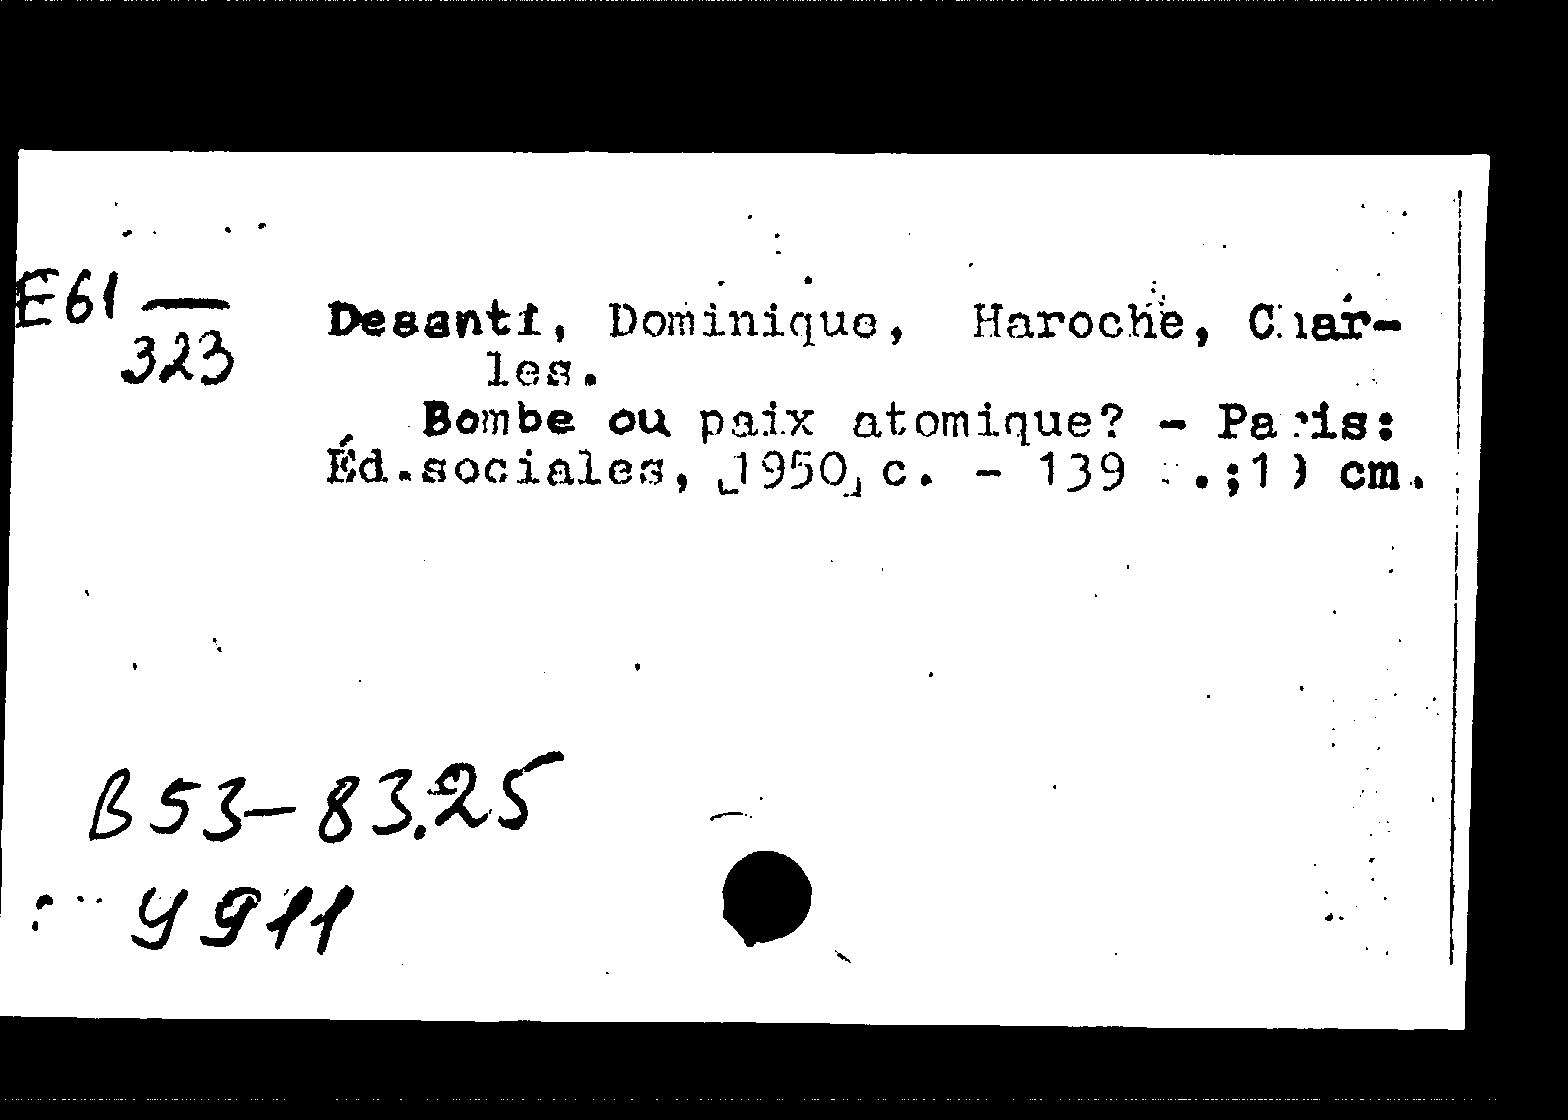 E61 —
323
Desanti, Dominique, Haroche, Char-
les.
Bombe ou paix atomique? - Paris:
Éd.sociales, [1950] c. - 139 .; cm.
B53-83.25
9911